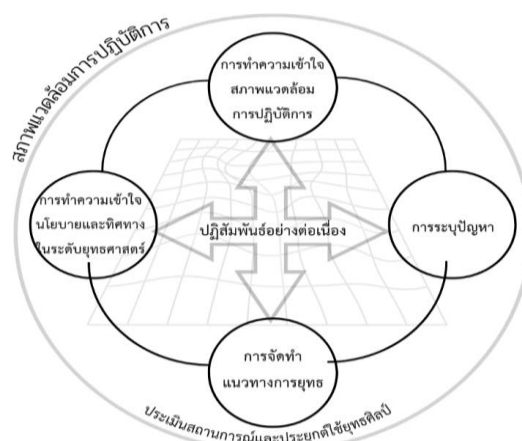 สภาพแวดล้อมการปฏิบัติการ
การทำความเข้าใจ
สภาพแวดล้อม
การปฏิบัติการ
การทำความเข้าใจ
นโยบายและทิศทาง
ในระดับยุทธศาสตร์
ปฏิสัมพันธ์อย่างต่อเนื่อง
การระบุปัญหา
การจัดทำ
แนวทางการยุทธ
ประเมินสถานการณ์และประยุกต์ใช้ยุทธศิลป์